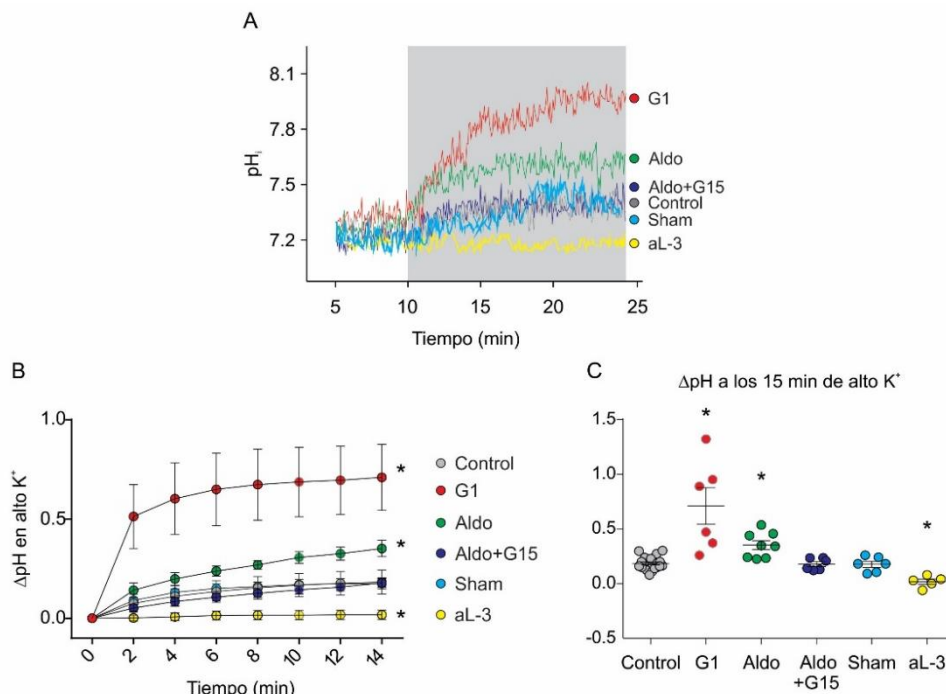 A
pHᵢ
8.1
7.8
7.5
7.2
5
10
15
20
25
Tiempo (min)
G1
Aldo
Aldo+G15
Control
Sham
aL-3
B
ΔpH en alto K⁺
1.0
0.5
0.0
0
2
4
6
8
10
12
14
Tiempo (min)
*
*
*
Control
G1
Aldo
Aldo+G15
Sham
aL-3
C
ΔpH a los 15 min de alto K⁺
1.5
1.0
0.5
0.0
-0.5
*
*
*
Control
G1
Aldo
Aldo
+G15
Sham
aL-3